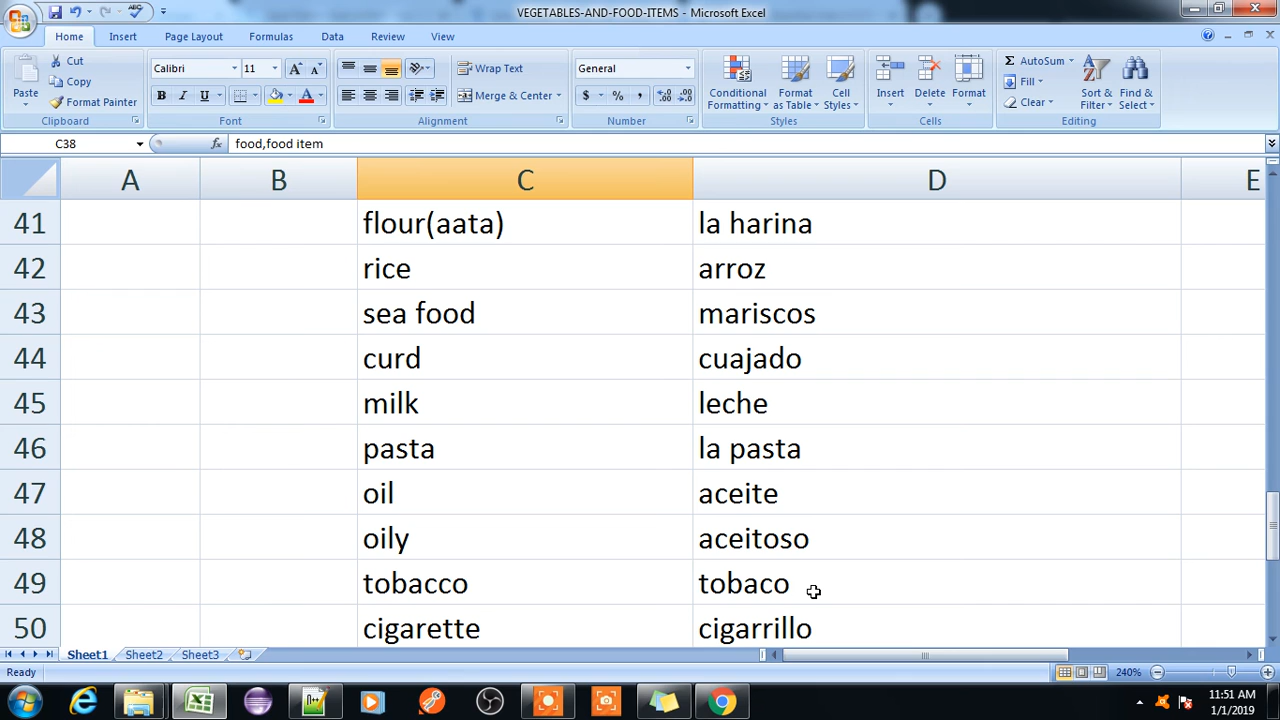 VEGETABLES-AND-FOOD-ITEMS - Microsoft Excel
Home Insert Page Layout Formulas Data Review View
Paste
Cut
Copy
Format Painter
Clipboard
Calibri 11
B I U A
Font
Wrap Text
Merge & Center
Alignment
General
$ % ,
Number
Conditional Formatting
Format as Table
Cell Styles
Styles
Insert
Delete
Format
Cells
Σ AutoSum
Fill
Clear
Sort & Filter
Find & Select
Editing
C38 fx food,food item
A B C D E
41 flour(aata) la harina
42 rice arroz
43 sea food mariscos
44 curd cuajado
45 milk leche
46 pasta la pasta
47 oil aceite
48 oily aceitoso
49 tobacco tobaco
50 cigarette cigarrillo
Sheet1 Sheet2 Sheet3
Ready 240%
11:51 AM
1/1/2019